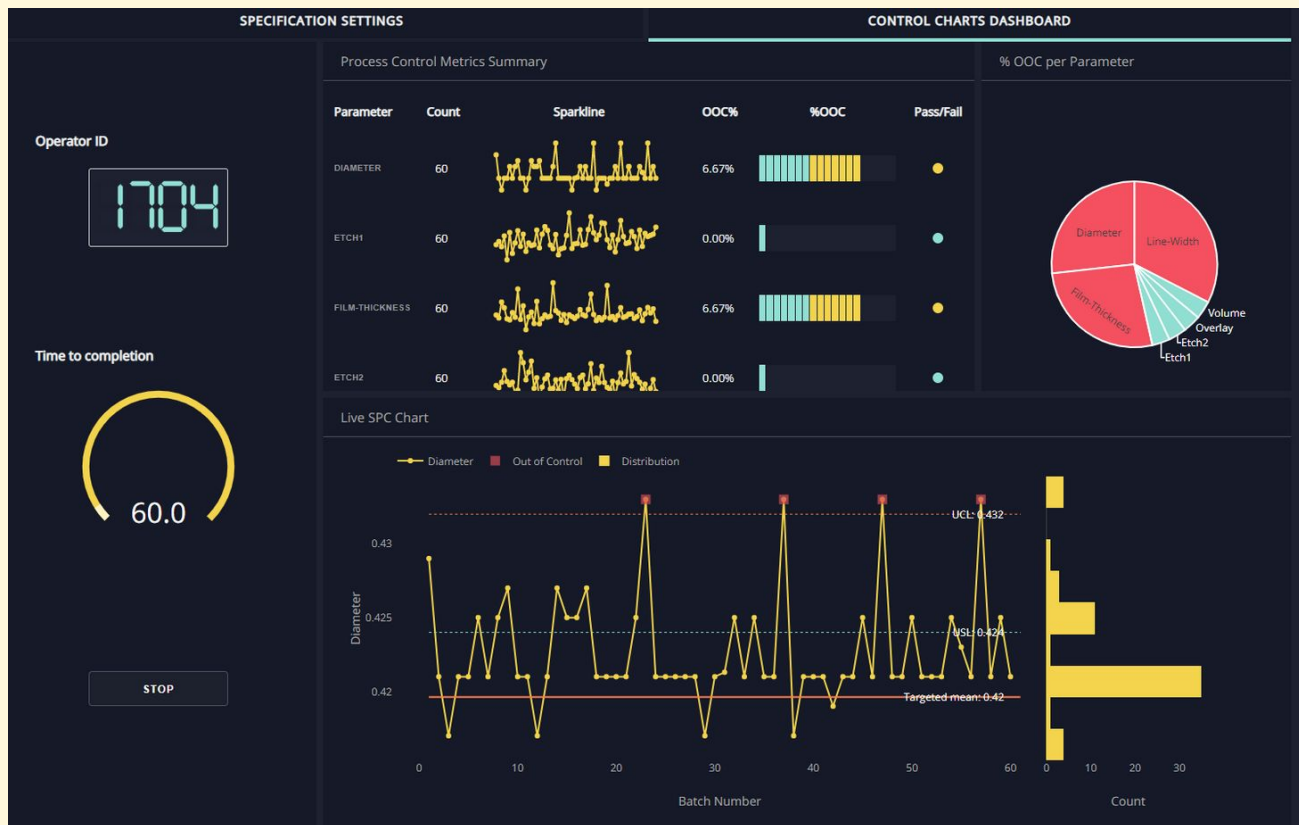 SPECIFICATION SETTINGS
CONTROL CHARTS DASHBOARD
Operator ID
1704
Time to completion
60.0
STOP
Process Control Metrics Summary
Parameter Count Sparkline OOC% %OOC Pass/Fail
DIAMETER 60 6.67%
ETCH1 60 0.00%
FILM-THICKNESS 60 6.67%
ETCH2 60 0.00%
% OOC per Parameter
Diameter
Line-Width
Film-Thickness
Volume
Overlay
Etch2
Etch1
Live SPC Chart
Diameter Out of Control Distribution
UCL: 0.432
0.43
Diameter
0.425
USL: 0.424
0.42
Targeted mean: 0.42
0 10 20 30 40 50 60
Batch Number
0 10 20 30
Count